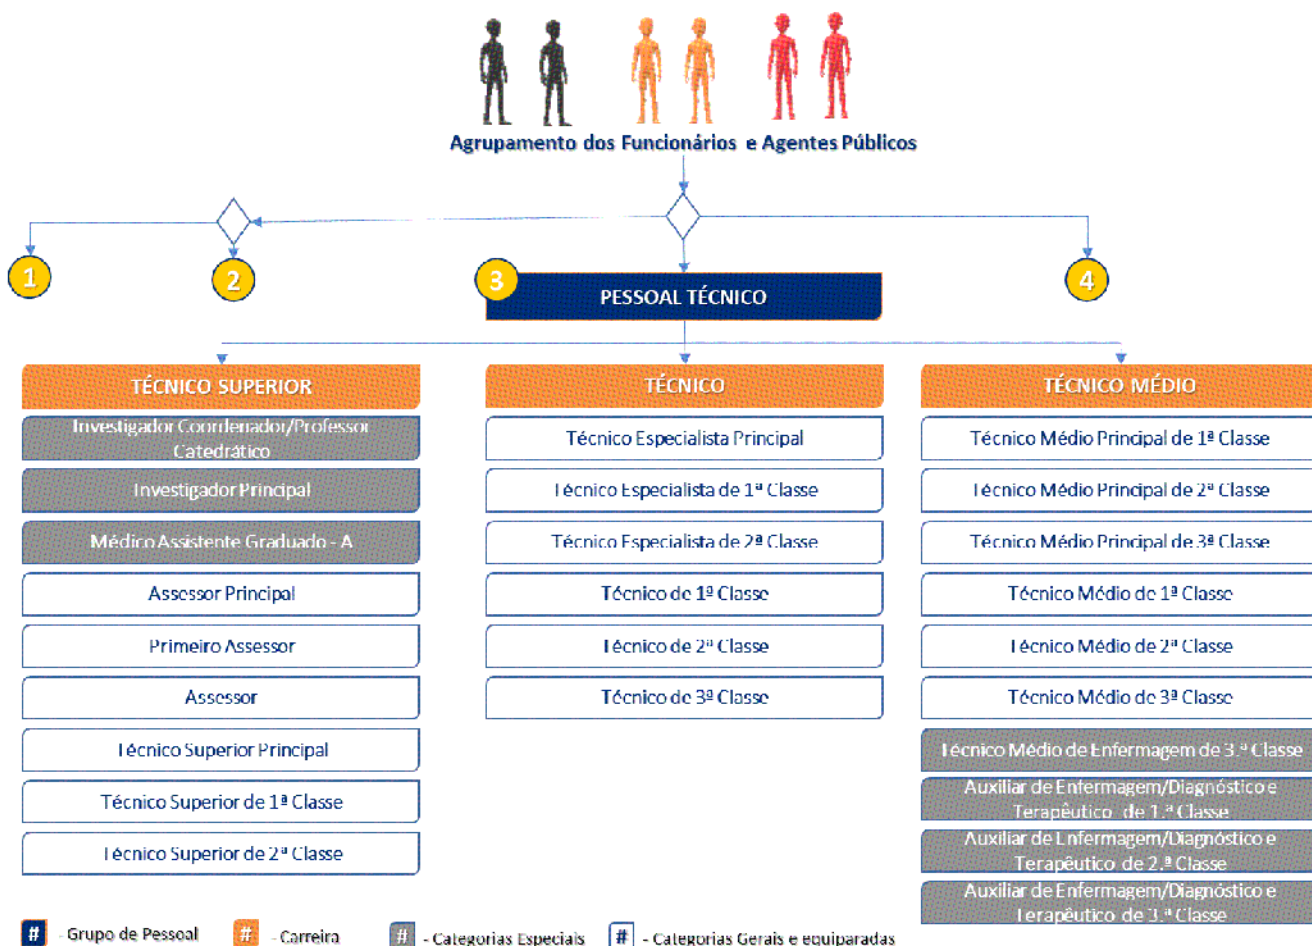 Agrupamento dos Funcionários e Agentes Públicos
1
2
3
PESSOAL TÉCNICO
4
TÉCNICO SUPERIOR
Investigador Coordenador/Professor
Catedrático
Investigador Principal
Médico Assistente Graduado - A
Assessor Principal
Primeiro Assessor
Assessor
Técnico Superior Principal
Técnico Superior de 1ª Classe
Técnico Superior de 2ª Classe
TÉCNICO
Técnico Especialista Principal
Técnico Especialista de 1ª Classe
Técnico Especialista de 2ª Classe
Técnico de 1ª Classe
Técnico de 2ª Classe
Técnico de 3ª Classe
TÉCNICO MÉDIO
Técnico Médio Principal de 1ª Classe
Técnico Médio Principal de 2ª Classe
Técnico Médio Principal de 3ª Classe
Técnico Médio de 1ª Classe
Técnico Médio de 2ª Classe
Técnico Médio de 3ª Classe
Técnico Médio de Enfermagem de 3.ª Classe
Auxiliar de Enfermagem/Diagnóstico e
Terapêutico de 1.ª Classe
Auxiliar de Enfermagem/Diagnóstico e
Terapêutico de 2.ª Classe
Auxiliar de Enfermagem/Diagnóstico e
Terapêutico de 3.ª Classe
# - Grupo de Pessoal # - Carreira # - Categorias Especiais # - Categorias Gerais e equiparadas